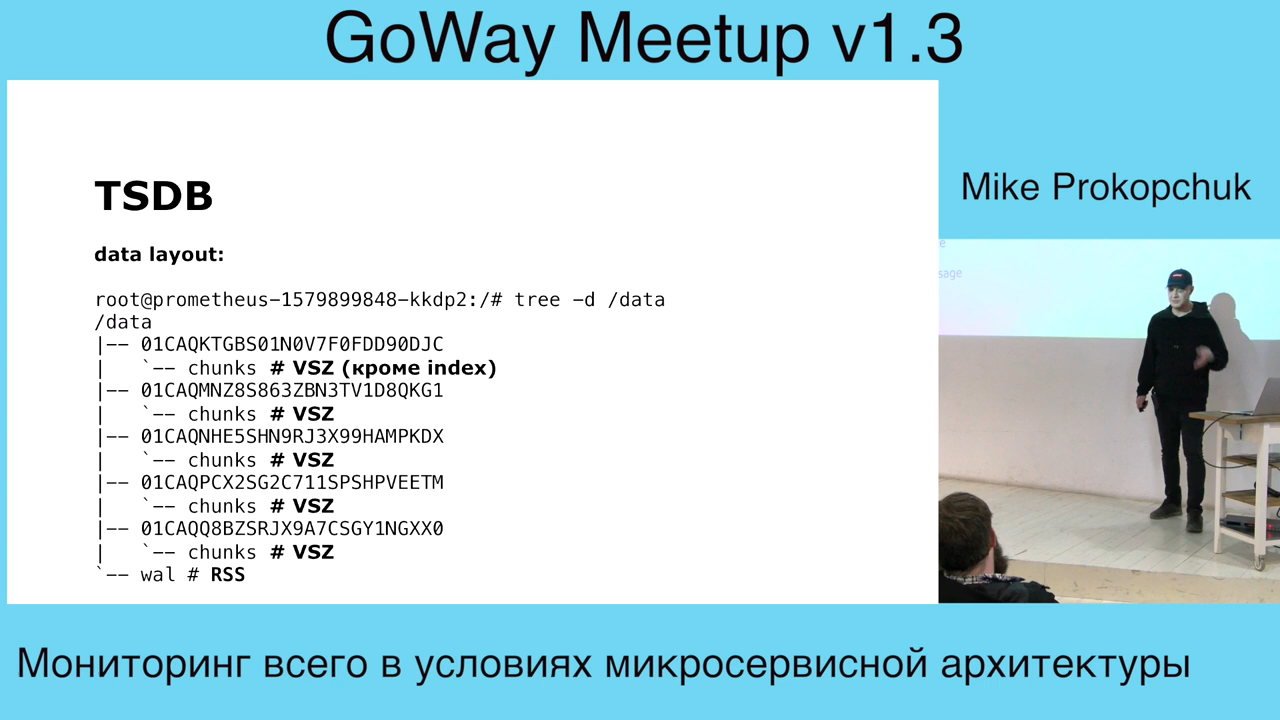 GoWay Meetup v1.3
TSDB
data layout:
root@prometheus-1579899848-kkdp2:/# tree -d /data
/data
|-- 01CAQKTGBS01N0V7F0FDD90DJC
|   `-- chunks # VSZ (кроме index)
|-- 01CAQMNZ8S863ZBN3TV1D8QKG1
|   `-- chunks # VSZ
|-- 01CAQNHE5SHN9RJ3X99HAMPKDX
|   `-- chunks # VSZ
|-- 01CAQPCX2SG2C711SPSHPVEETM
|   `-- chunks # VSZ
|-- 01CAQQ8BZSRJX9A7CSGY1NGXX0
|   `-- chunks # VSZ
`-- wal # RSS
Mike Prokopchuk
Мониторинг всего в условиях микросервисной архитектуры